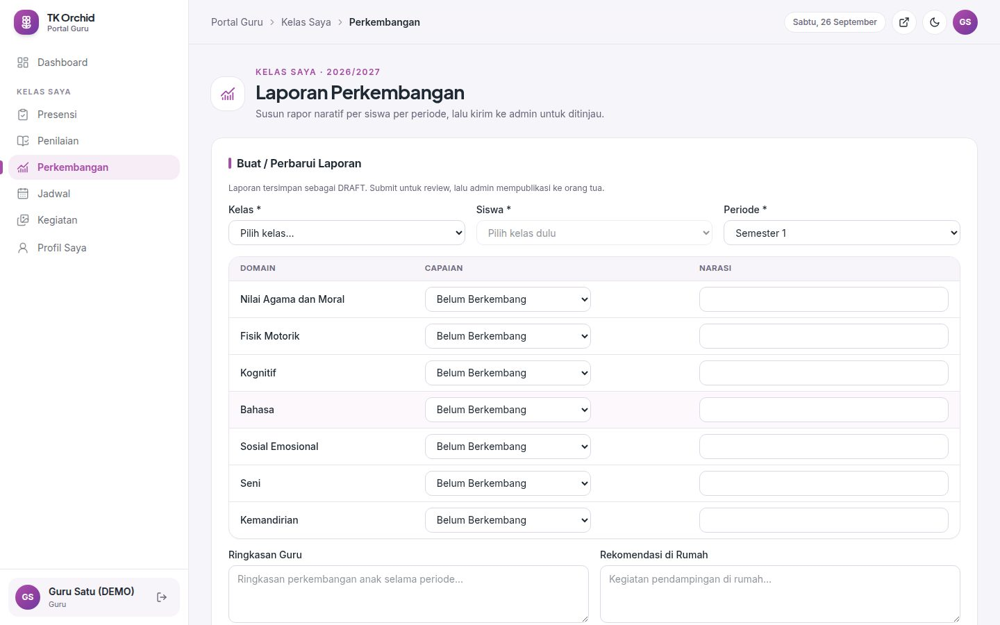 TK Orchid
Portal Guru
Dashboard
KELAS SAYA
Presensi
Penilaian
Perkembangan
Jadwal
Kegiatan
Profil Saya
GS
Guru Satu (DEMO)
Guru
Portal Guru > Kelas Saya > Perkembangan
Sabtu, 26 September
GS
KELAS SAYA · 2026/2027
Laporan Perkembangan
Susun rapor naratif per siswa per periode, lalu kirim ke admin untuk ditinjau.
Buat / Perbarui Laporan
Laporan tersimpan sebagai DRAFT. Submit untuk review, lalu admin mempublikasi ke orang tua.
Kelas * Siswa * Periode *
Pilih kelas... Pilih kelas dulu Semester 1
DOMAIN CAPAIAN NARASI
Nilai Agama dan Moral Belum Berkembang
Fisik Motorik Belum Berkembang
Kognitif Belum Berkembang
Bahasa Belum Berkembang
Sosial Emosional Belum Berkembang
Seni Belum Berkembang
Kemandirian Belum Berkembang
Ringkasan Guru Rekomendasi di Rumah
Ringkasan perkembangan anak selama periode... Kegiatan pendampingan di rumah...